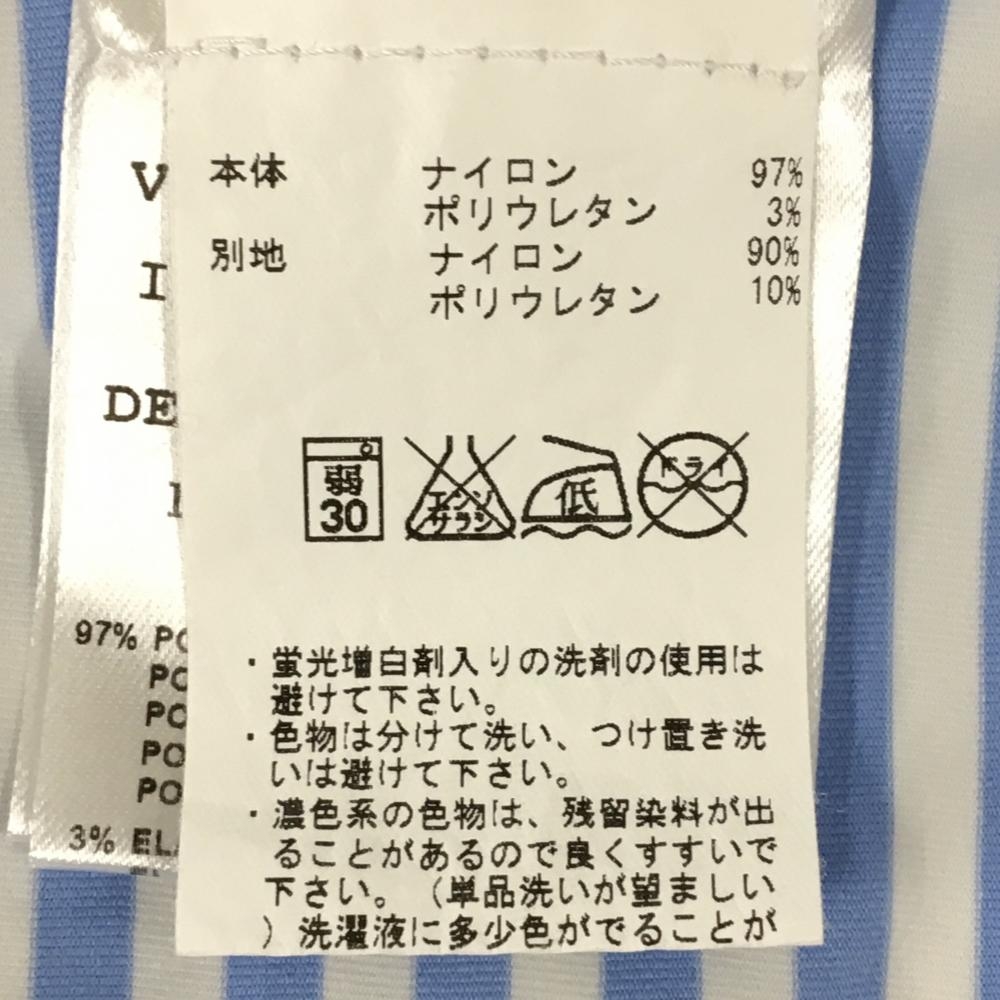 本体 ナイロン 97%
ポリウレタン 3%
別地 ナイロン 90%
ポリウレタン 10%
弱
30
エンソ
サラシ
低
ドライ
・蛍光増白剤入りの洗剤の使用は
避けて下さい。
・色物は分けて洗い、つけ置き洗
いは避けて下さい。
・濃色系の色物は、残留染料が出
ることがあるので良くすすいで
下さい。（単品洗いが望ましい
）洗濯液に多少色がでることが
V
I
DE
97% PO
PO
PO
PO
PO
3% EL